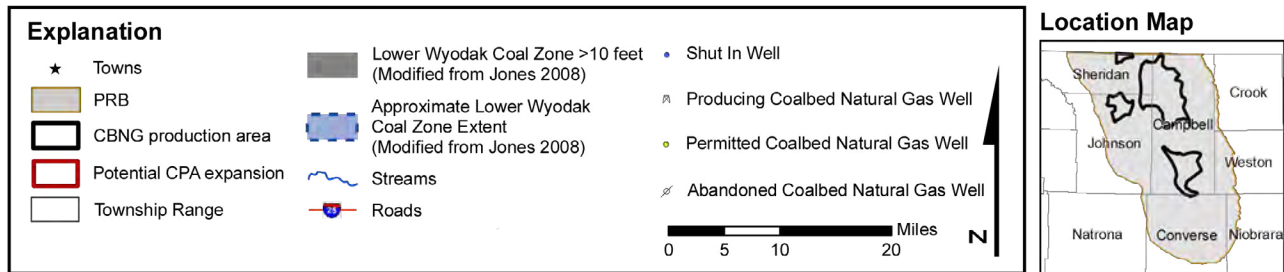 Explanation
Towns
PRB
CBNG production area
Potential CPA expansion
Township Range
Lower Wyodak Coal Zone >10 feet
(Modified from Jones 2008)
Approximate Lower Wyodak
Coal Zone Extent
(Modified from Jones 2008)
Streams
25
Roads
Shut In Well
Producing Coalbed Natural Gas Well
Permitted Coalbed Natural Gas Well
Abandoned Coalbed Natural Gas Well
Miles
0 5 10 20
N
Location Map
Sheridan
Crook
Campbell
Johnson
Weston
Natrona
Converse
Niobrara